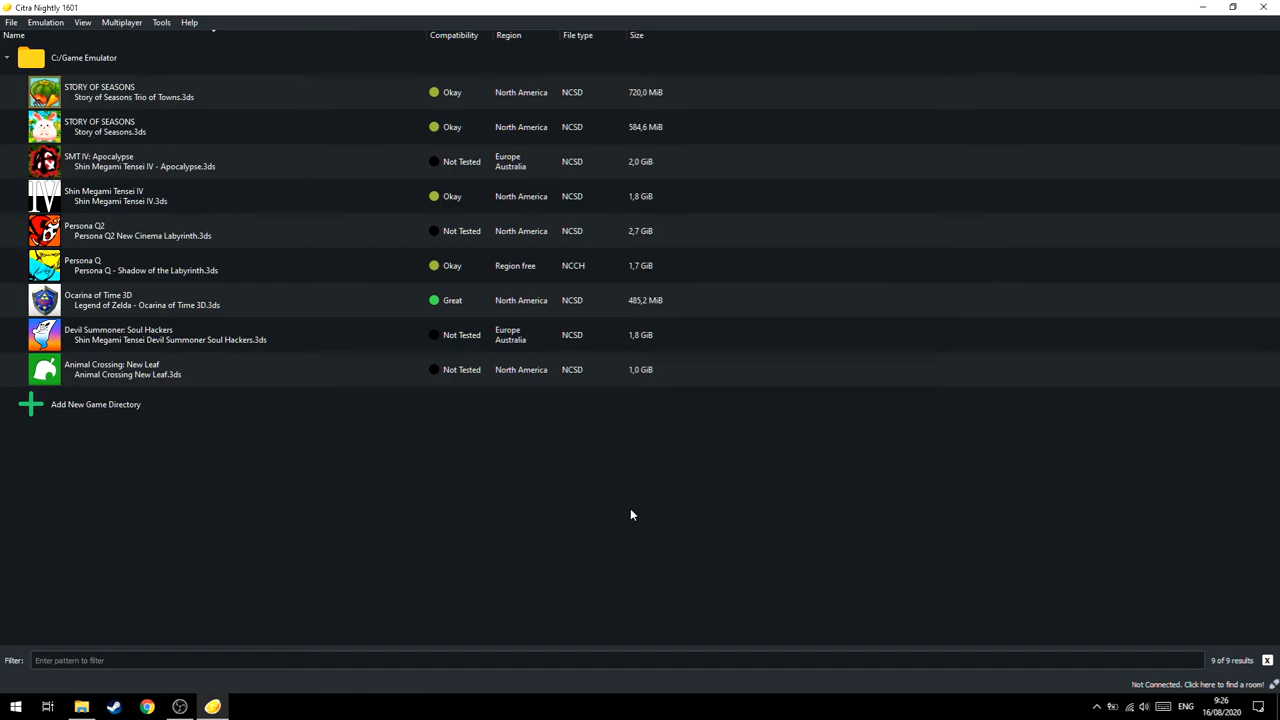 Citra Nightly 1601
File Emulation View Multiplayer Tools Help
Name Compatibility Region File type Size
C:/Game Emulator
STORY OF SEASONS
Story of Seasons Trio of Towns.3ds
Okay North America NCSD 720,0 MiB
STORY OF SEASONS
Story of Seasons.3ds
Okay North America NCSD 584,6 MiB
SMT IV: Apocalypse
Shin Megami Tensei IV - Apocalypse.3ds
Not Tested Europe
Australia NCSD 2,0 GiB
IV
Shin Megami Tensei IV
Shin Megami Tensei IV.3ds
Okay North America NCSD 1,8 GiB
Persona Q2
Persona Q2 New Cinema Labyrinth.3ds
Not Tested North America NCSD 2,7 GiB
Persona Q
Persona Q - Shadow of the Labyrinth.3ds
Okay Region free NCCH 1,7 GiB
Ocarina of Time 3D
Legend of Zelda - Ocarina of Time 3D.3ds
Great North America NCSD 485,2 MiB
Devil Summoner: Soul Hackers
Shin Megami Tensei Devil Summoner Soul Hackers.3ds
Not Tested Europe
Australia NCSD 1,8 GiB
Animal Crossing: New Leaf
Animal Crossing New Leaf.3ds
Not Tested North America NCSD 1,0 GiB
Add New Game Directory
Filter: Enter pattern to filter 9 of 9 results X
Not Connected. Click here to find a room!
ENG 9:26
16/08/2020